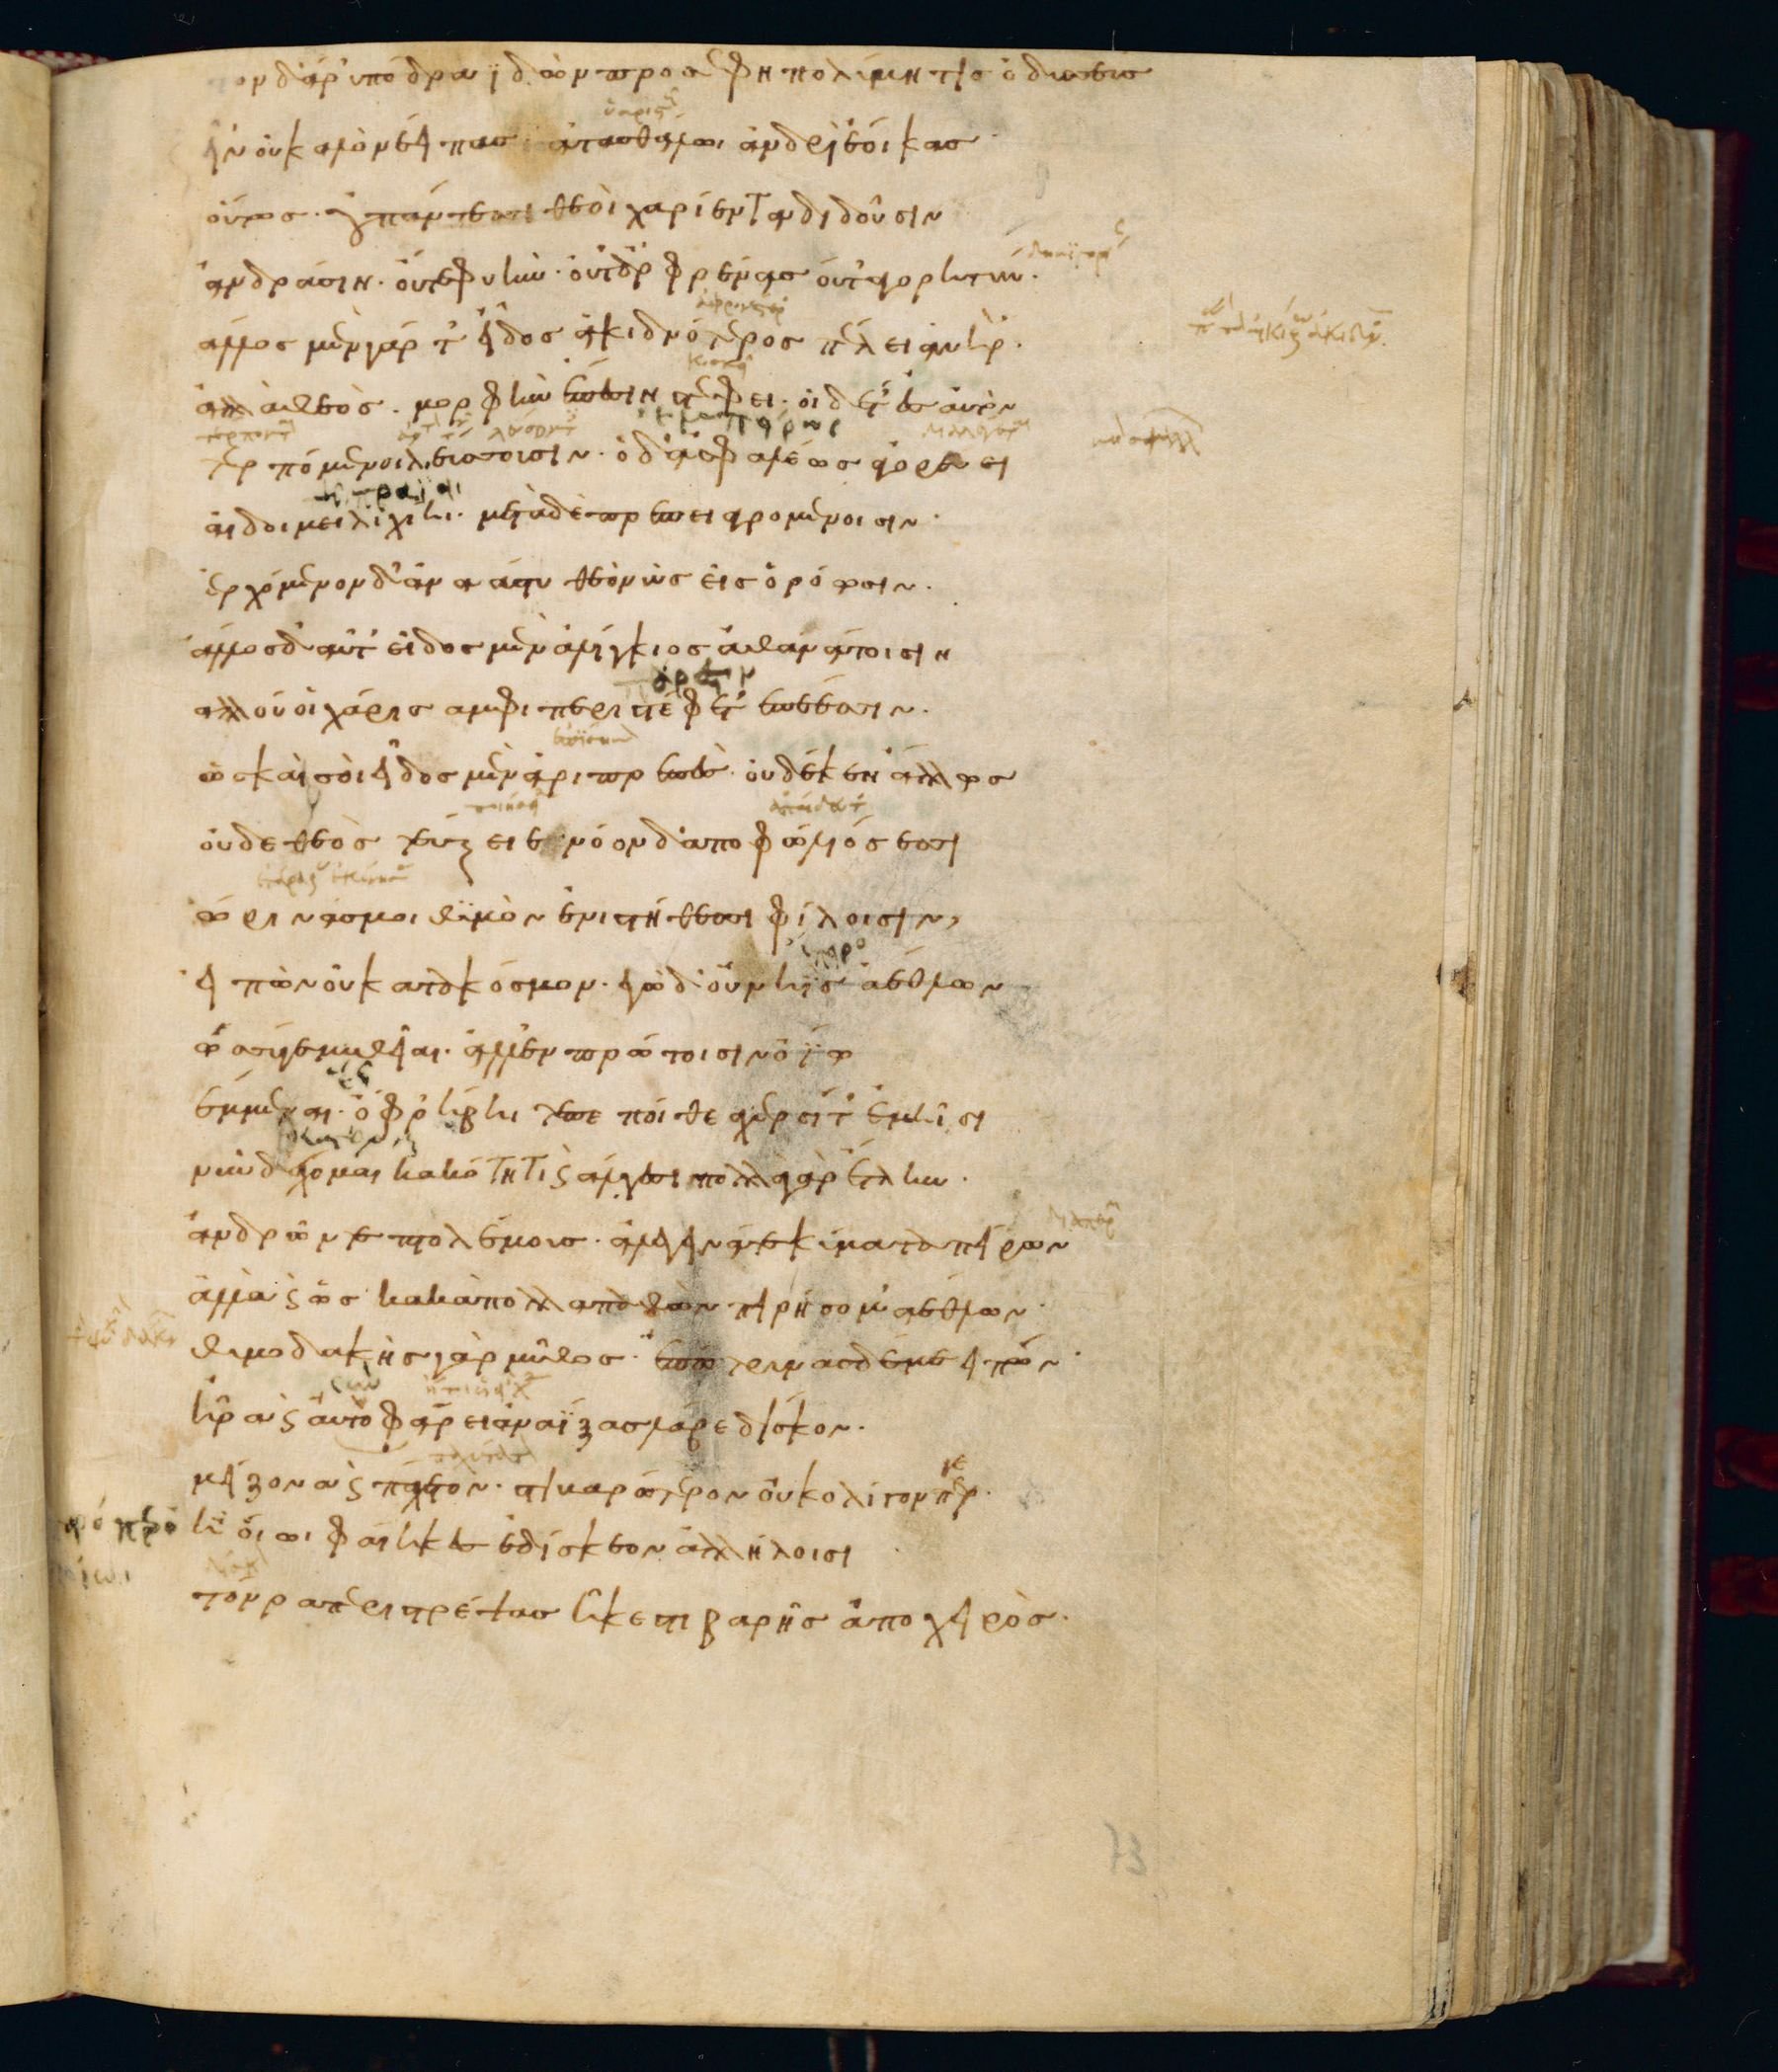 τὸν δ᾽ ἄρ᾽ ὑπόδρα ἰδὼν προσέφη πολύμητις ὀδυσσεύς
ξεῖν᾽ οὐ καλὸν ἔειπες· ἀτασθάλωι ἀνδρὶ ἔοικας·
οὕτως· οὐ πάντεσσι θεοὶ χαρίεντα διδοῦσιν
ἀνδράσιν· οὔτε φυὴν· οὔτ᾽ ἂρ φρένας οὔτ᾽ ἀγορητύν·
ἄλλος μὲν γάρ τ᾽ εἶδος ἀκιδνότερος πέλει ἀνήρ·
ἀλλὰ θεὸς· μορφὴν ἔπεσιν στέφει· οἱ δέ τ᾽ ἐς αὐτὸν
τερπόμενοι λεύσσουσιν· ὁ δ᾽ ἀσφαλέως ἀγορεύει
αἰδοῖ μειλιχίηι· μετὰ δὲ πρέπει ἀγρομένοισιν·
ἐρχόμενον δ᾽ ἀνὰ ἄστυ θεὸν ὡς εἰσορόωσιν·
ἄλλος δ᾽ αὖτ᾽ εἶδος μὲν ἀλίγκιος ἀθανάτοισιν
ἀλλ᾽ οὔ οἱ χάρις ἀμφιπεριστέφεται ἐπέεσσιν·
ὣς καὶ σοὶ εἶδος μὲν ἀριπρεπές· οὐδέ κεν ἄλλως
οὐδὲ θεὸς τεύξειε νόον δ᾽ ἀποφώλιός ἐσσι
ὤρινάς μοι θυμὸν ἐνὶ στήθεσσι φίλοισιν,
εἰπὼν οὐ κατὰ κόσμον· ἐγὼ δ᾽ οὐ νῆϊς ἀέθλων
ὡς σύ γε μυθεῖαι· ἀλλ᾽ ἐν πρώτοισιν ὀΐω
ἔμμεναι· ὄφρ᾽ ἥβηι τε πεποίθεα χερσί τ᾽ ἐμῆισι
νῦν δ᾽ ἔχομαι κακότητι καὶ ἄλγεσι πολλὰ γὰρ ἔτλην·
ἀνδρῶν τε πτολέμους· ἀλεγεινά τε κύματα πείρων
ἀλλὰ καὶ ὣς κακὰ πολλὰ παθὼν πειρήσομ᾽ ἀέθλων·
θυμοδακὴς γὰρ μῦθος· ἐπώτρυνας δέ με εἰπών·
ἦ ῥα καὶ αὐτῶ φάρει ἀναΐξας λάβε δίσκον·
μείζονα καὶ πάχετον· στιβαρώτερον οὐκ ὀλίγον περ·
ἢ οἵωι φαίηκες ἐδίσκεον ἀλλήλοισι
τόν ῥα περιστρέψας ἧκε στιβαρῆς ἀπὸ χειρός·